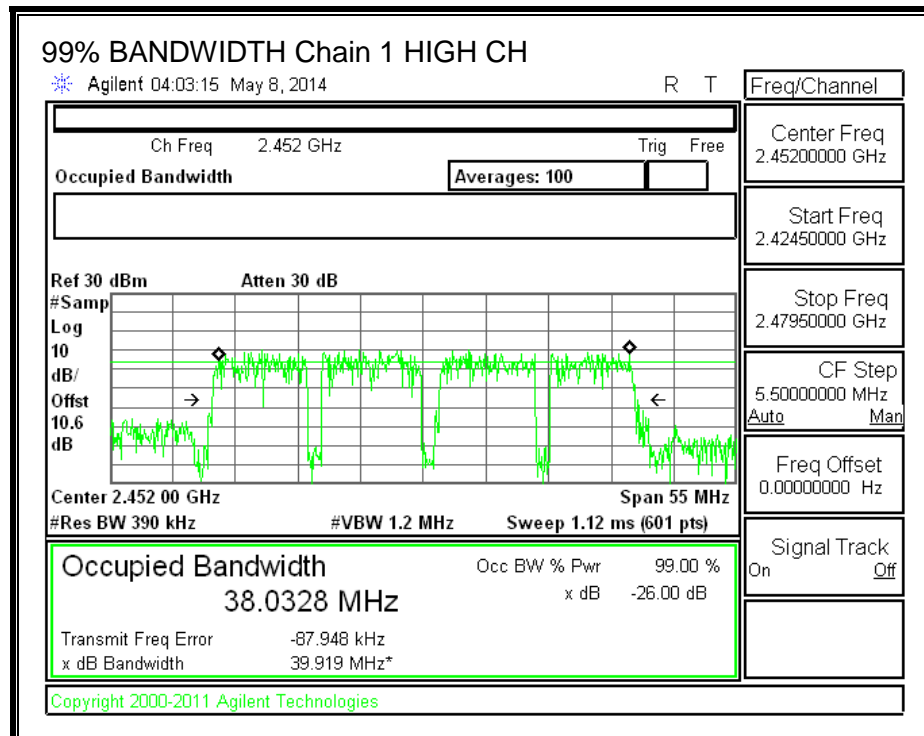 99% BANDWIDTH Chain 1 HIGH CH
Agilent 04:03:15 May 8, 2014 R T
Ch Freq 2.452 GHz Trig Free
Occupied Bandwidth Averages: 100
Ref 30 dBm Atten 30 dB
#Samp
Log
10
dB/
Offst
10.6
dB
Center 2.452 00 GHz Span 55 MHz
#Res BW 390 kHz #VBW 1.2 MHz Sweep 1.12 ms (601 pts)
Occupied Bandwidth Occ BW % Pwr 99.00 %
38.0328 MHz x dB -26.00 dB
Transmit Freq Error -87.948 kHz
x dB Bandwidth 39.919 MHz*
Copyright 2000-2011 Agilent Technologies
Freq/Channel
Center Freq
2.45200000 GHz
Start Freq
2.42450000 GHz
Stop Freq
2.47950000 GHz
CF Step
5.50000000 MHz
Auto Man
Freq Offset
0.00000000 Hz
Signal Track
On Off